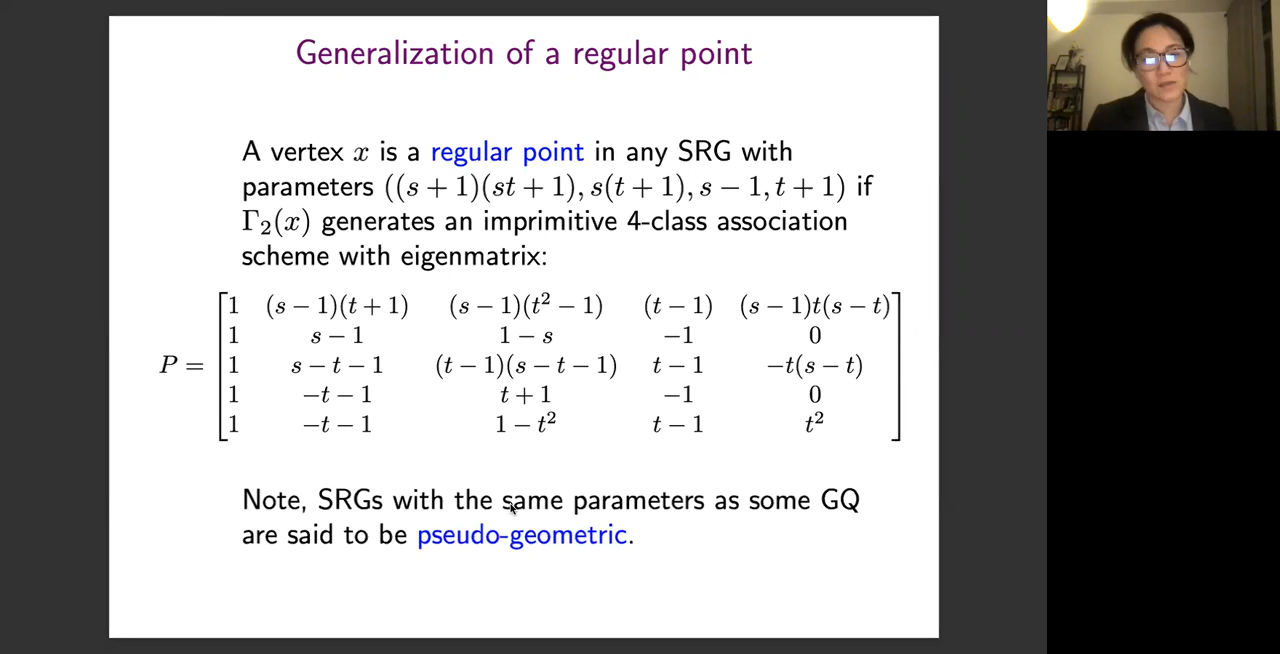 Generalization of a regular point
A vertex x is a regular point in any SRG with
parameters ((s + 1)(st + 1), s(t + 1), s − 1, t + 1) if
Γ₂(x) generates an imprimitive 4-class association
scheme with eigenmatrix:
1 (s − 1)(t + 1) (s − 1)(t² − 1) (t − 1) (s − 1)t(s − t)
1 s − 1 1 − s −1 0
P = 1 s − t − 1 (t − 1)(s − t − 1) t − 1 −t(s − t)
1 −t − 1 t + 1 −1 0
1 −t − 1 1 − t² t − 1 t²
Note, SRGs with the same parameters as some GQ
are said to be pseudo-geometric.